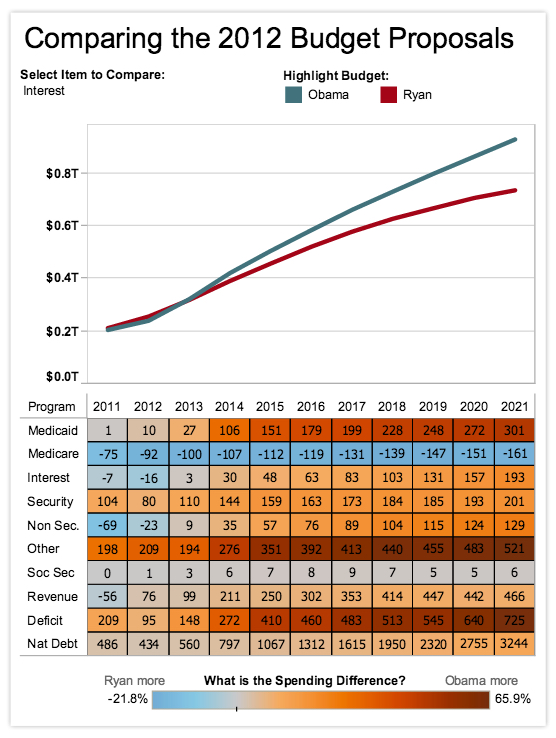 Comparing the 2012 Budget Proposals
Select Item to Compare:
Interest
Highlight Budget:
Obama Ryan
$0.8T
$0.6T
$0.4T
$0.2T
$0.0T
Program 2011 2012 2013 2014 2015 2016 2017 2018 2019 2020 2021
Medicaid 1 10 27 106 151 179 199 228 248 272 301
Medicare -75 -92 -100 -107 -112 -119 -131 -139 -147 -151 -161
Interest -7 -16 3 30 48 63 83 103 131 157 193
Security 104 80 110 144 159 163 173 184 185 193 201
Non Sec. -69 -23 9 35 57 76 89 104 115 124 129
Other 198 209 194 276 351 392 413 440 455 483 521
Soc Sec 0 1 3 6 7 8 9 7 5 5 6
Revenue -56 76 99 211 250 302 353 414 447 442 466
Deficit 209 95 148 272 410 460 483 513 545 640 725
Nat Debt 486 434 560 797 1067 1312 1615 1950 2320 2755 3244
Ryan more What is the Spending Difference? Obama more
-21.8% 65.9%